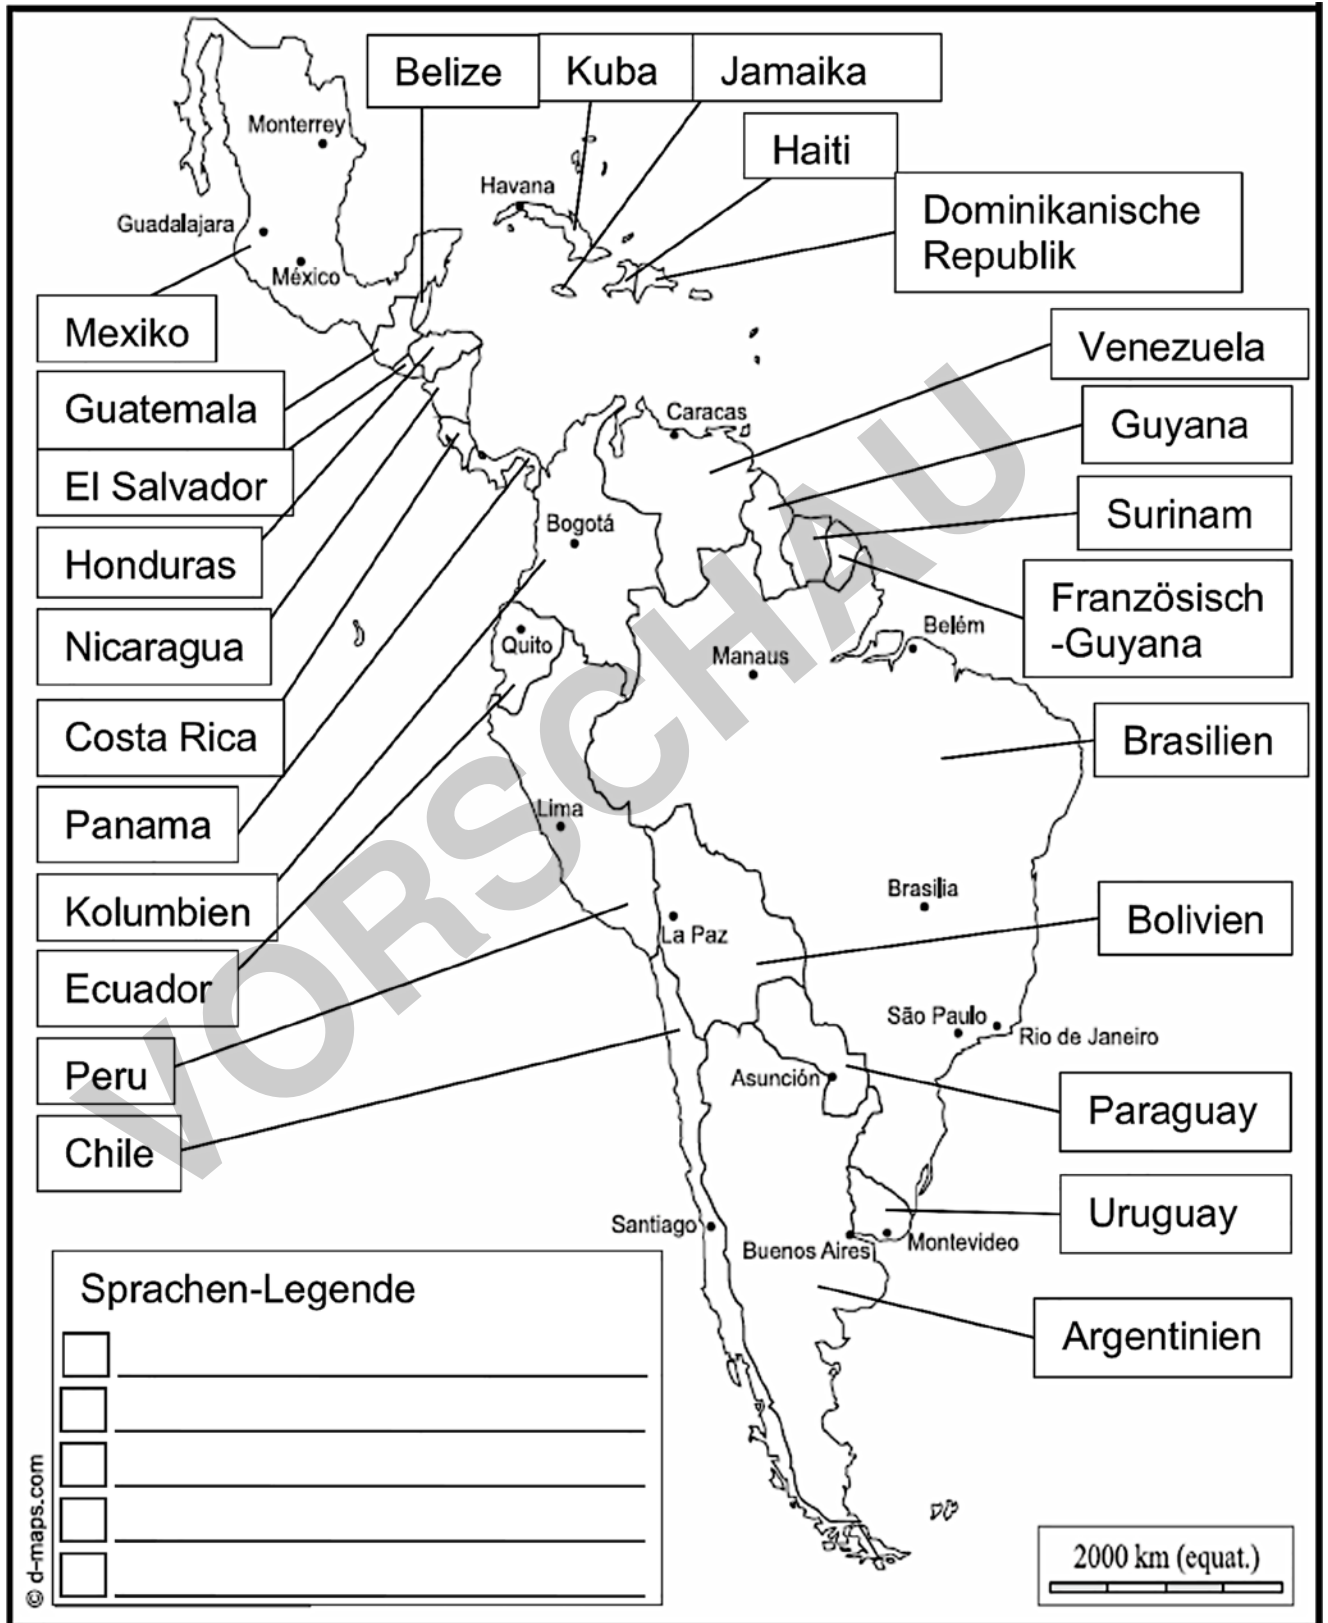 Belize
Kuba
Jamaika
Haiti
Dominikanische
Republik
Monterrey
Havana
Guadalajara
México
Mexiko
Guatemala
El Salvador
Honduras
Nicaragua
Costa Rica
Panama
Kolumbien
Ecuador
Peru
Chile
Venezuela
Guyana
Surinam
Französisch
-Guyana
Brasilien
Bolivien
Paraguay
Uruguay
Argentinien
Caracas
Bogotá
Quito
Belém
Manaus
Lima
Brasilia
La Paz
São Paulo
Rio de Janeiro
Asunción
Santiago
Buenos Aires
Montevideo
VORSCHAU
Sprachen-Legende
© d-maps.com
2000 km (equat.)